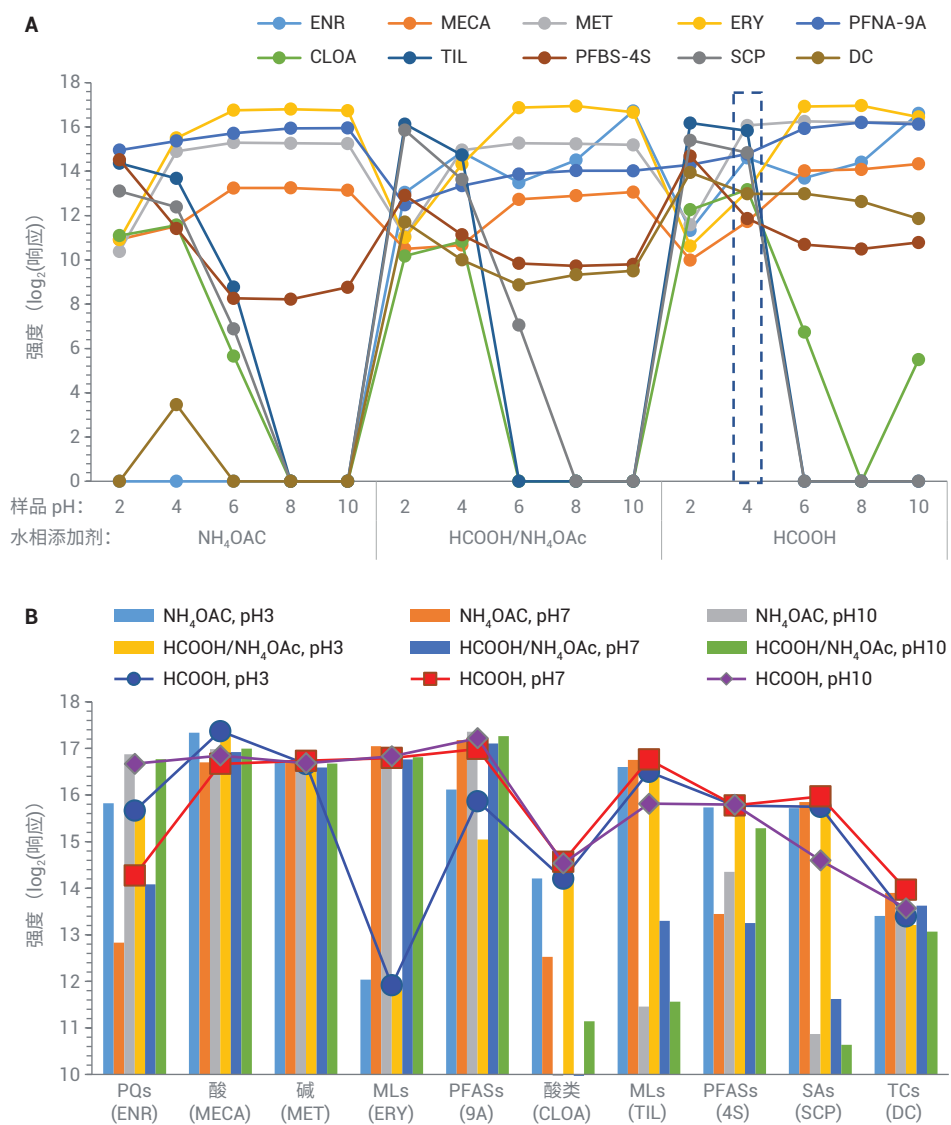 A
ENR MECA MET ERY PFNA-9A
CLOA TIL PFBS-4S SCP DC
强度（log₂(响应）
18
16
14
12
10
8
6
4
2
0
样品 pH： 2 4 6 8 10 2 4 6 8 10 2 4 6 8 10
水相添加剂： NH₄OAC HCOOH/NH₄OAc HCOOH
B
NH₄OAC, pH3 NH₄OAC, pH7 NH₄OAC, pH10
HCOOH/NH₄OAc, pH3 HCOOH/NH₄OAc, pH7 HCOOH/NH₄OAc, pH10
HCOOH, pH3 HCOOH, pH7 HCOOH, pH10
强度（log₂(响应）
18
17
16
15
14
13
12
11
10
PQs 酸 碱 MLs PFASs 酸类 MLs PFASs SAs TCs
(ENR) (MECA) (MET) (ERY) (9A) (CLOA) (TIL) (4S) (SCP) (DC)